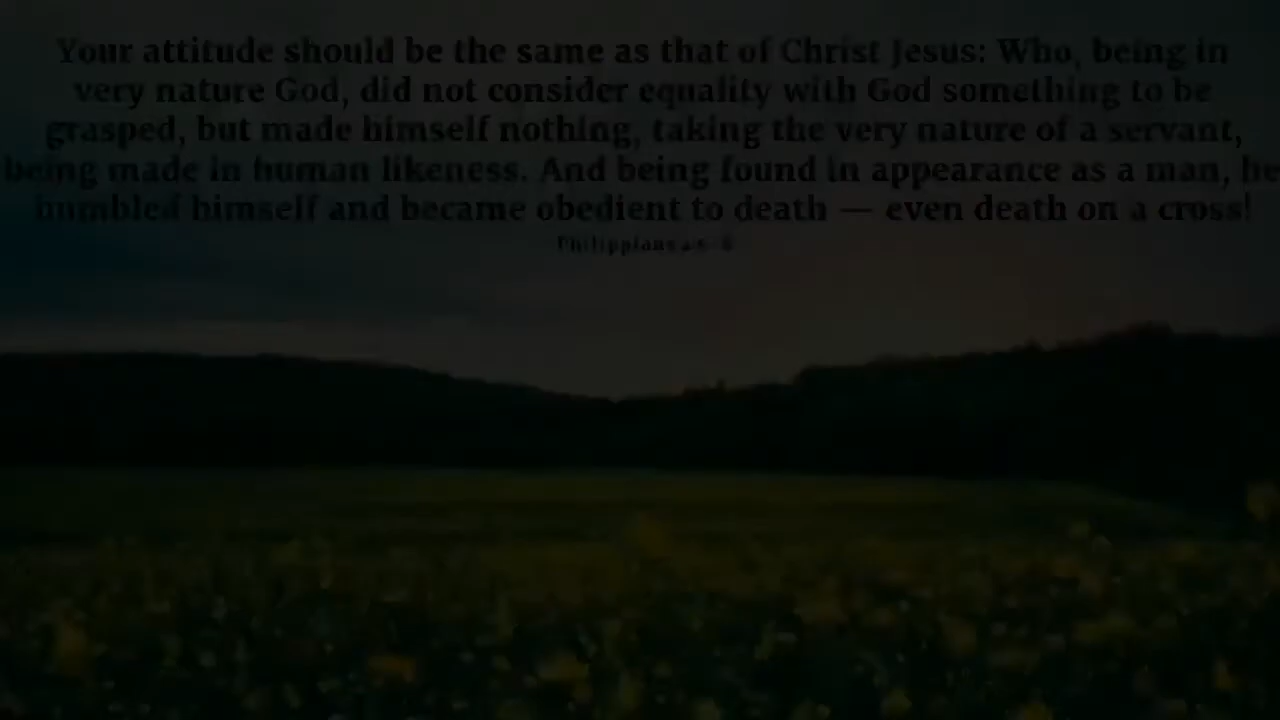 Your attitude should be the same as that of Christ Jesus: Who, being in
very nature God, did not consider equality with God something to be
grasped, but made himself nothing, taking the very nature of a servant,
being made in human likeness. And being found in appearance as a man, he
humbled himself and became obedient to death — even death on a cross!
Philippians